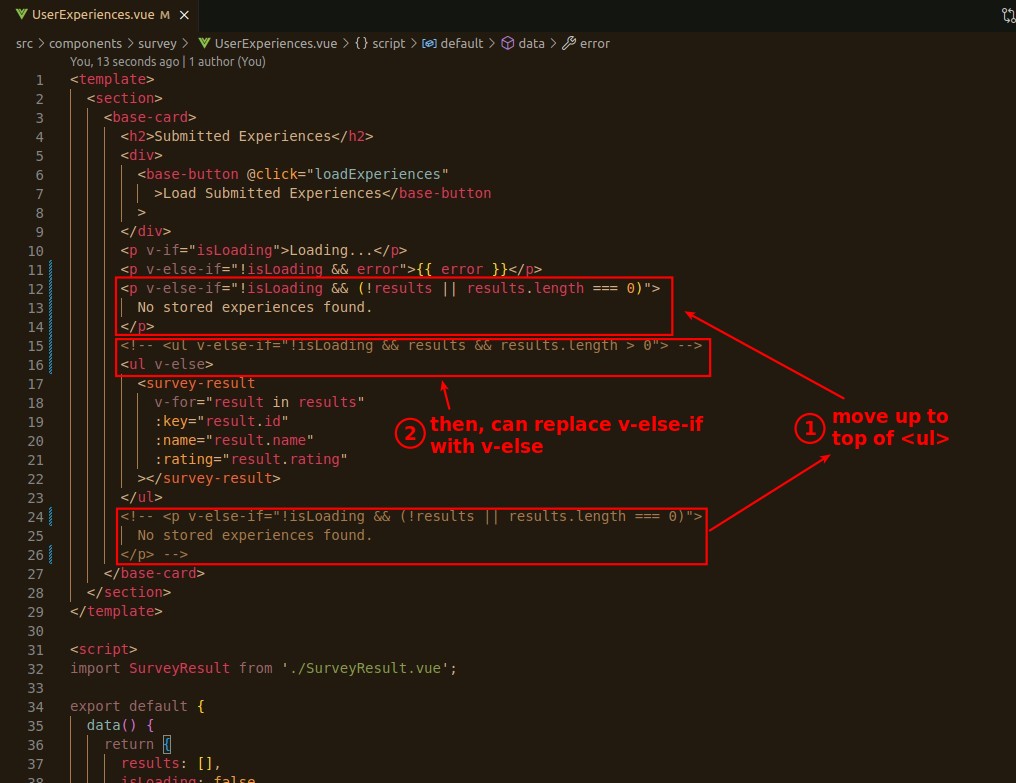 UserExperiences.vue M ×
src > components > survey > UserExperiences.vue > {} script > default > data > error
You, 13 seconds ago | 1 author (You)
1 <template>
2 <section>
3 <base-card>
4 <h2>Submitted Experiences</h2>
5 <div>
6 <base-button @click="loadExperiences"
7 >Load Submitted Experiences</base-button
8 >
9 </div>
10 <p v-if="isLoading">Loading...</p>
11 <p v-else-if="!isLoading && error">{{ error }}</p>
12 <p v-else-if="!isLoading && (!results || results.length === 0)">
13 No stored experiences found.
14 </p>
15 <!-- <ul v-else-if="!isLoading && results && results.length > 0"> -->
16 <ul v-else>
17 <survey-result
18 v-for="result in results"
19 :key="result.id"
20 :name="result.name"
21 :rating="result.rating"
22 ></survey-result>
23 </ul>
24 <!-- <p v-else-if="!isLoading && (!results || results.length === 0)">
25 No stored experiences found.
26 </p> -->
27 </base-card>
28 </section>
29 </template>
30
31 <script>
32 import SurveyResult from './SurveyResult.vue';
33
34 export default {
35 data() {
36 return {
37 results: [],
38 isLoading: false
1 move up to
top of <ul>
2 then, can replace v-else-if
with v-else